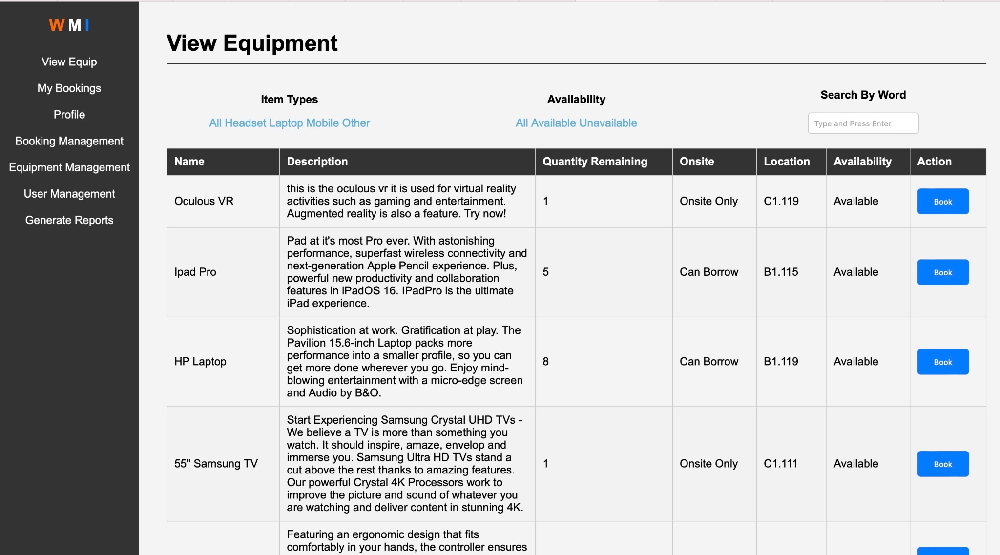 WMI
View Equip
My Bookings
Profile
Booking Management
Equipment Management
User Management
Generate Reports
View Equipment
Item Types
All Headset Laptop Mobile Other
Availability
All Available Unavailable
Search By Word
Type and Press Enter
Name Description Quantity Remaining Onsite Location Availability Action
Oculous VR
this is the oculous vr it is used for virtual reality
activities such as gaming and entertainment.
Augmented reality is also a feature. Try now!
1 Onsite Only C1.119 Available Book
Ipad Pro
Pad at it's most Pro ever. With astonishing
performance, superfast wireless connectivity and
next-generation Apple Pencil experience. Plus,
powerful new productivity and collaboration
features in iPadOS 16. IPadPro is the ultimate
iPad experience.
5 Can Borrow B1.115 Available Book
HP Laptop
Sophistication at work. Gratification at play. The
Pavilion 15.6-inch Laptop packs more
performance into a smaller profile, so you can
get more done wherever you go. Enjoy mind-
blowing entertainment with a micro-edge screen
and Audio by B&O.
8 Can Borrow B1.119 Available Book
55" Samsung TV
Start Experiencing Samsung Crystal UHD TVs -
We believe a TV is more than something you
watch. It should inspire, amaze, envelop and
immerse you. Samsung Ultra HD TVs stand a
cut above the rest thanks to amazing features.
Our powerful Crystal 4K Processors work to
improve the picture and sound of whatever you
are watching and deliver content in stunning 4K.
1 Onsite Only C1.111 Available Book
Featuring an ergonomic design that fits
comfortably in your hands, the controller ensures